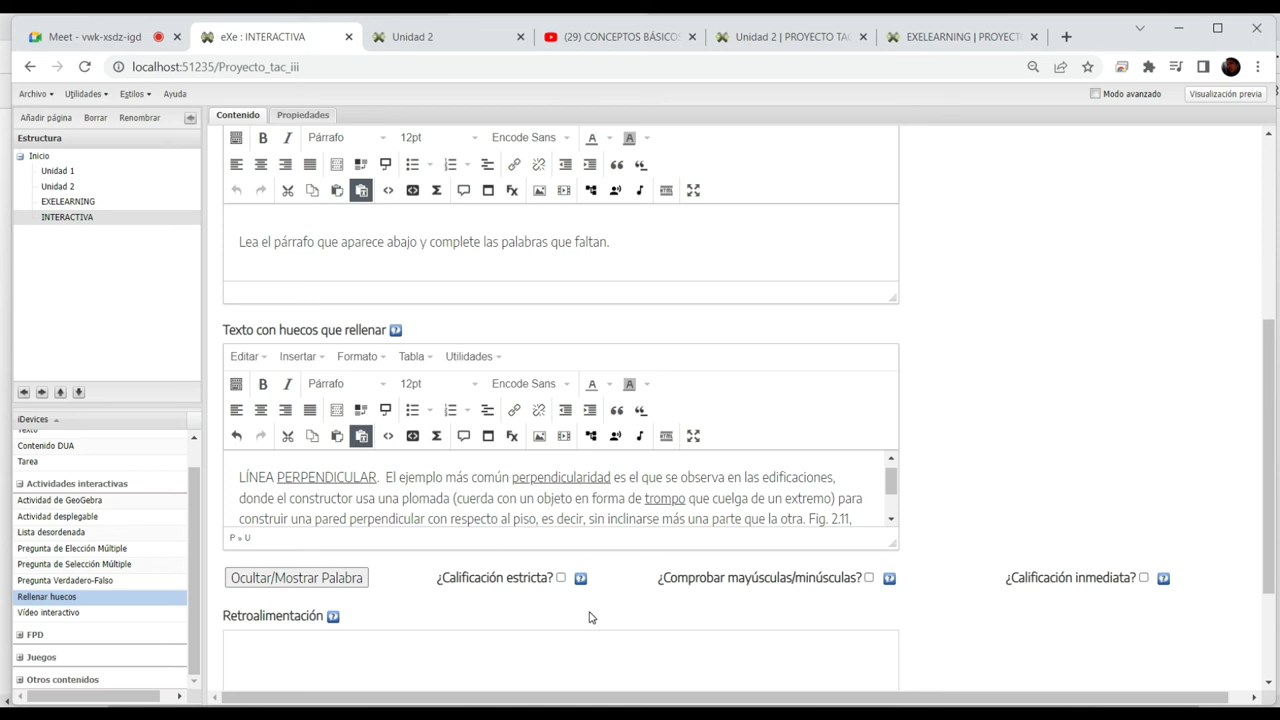 Meet - vwk-xsdz-igd
eXe : INTERACTIVA
Unidad 2
(29) CONCEPTOS BÁSICOS
Unidad 2 | PROYECTO TAC
EXELEARNING | PROYECT
localhost:51235/Proyecto_tac_iii
Archivo Utilidades Estilos Ayuda
Modo avanzado
Visualización previa
Añadir página Borrar Renombrar
Contenido Propiedades
Estructura
Inicio
Unidad 1
Unidad 2
EXELEARNING
INTERACTIVA
iDevices
Texto
Contenido DUA
Tarea
Actividades interactivas
Actividad de GeoGebra
Actividad desplegable
Lista desordenada
Pregunta de Elección Múltiple
Pregunta de Selección Múltiple
Pregunta Verdadero-Falso
Rellenar huecos
Vídeo interactivo
FPD
Juegos
Otros contenidos
B I Párrafo 12pt Encode Sans A A
Lea el párrafo que aparece abajo y complete las palabras que faltan.
Texto con huecos que rellenar
Editar Insertar Formato Tabla Utilidades
B I Párrafo 12pt Encode Sans A A
LÍNEA PERPENDICULAR. El ejemplo más común perpendicularidad es el que se observa en las edificaciones,
donde el constructor usa una plomada (cuerda con un objeto en forma de trompo que cuelga de un extremo) para
construir una pared perpendicular con respecto al piso, es decir, sin inclinarse más una parte que la otra. Fig. 2.11,
P » U
Ocultar/Mostrar Palabra
¿Calificación estricta?
¿Comprobar mayúsculas/minúsculas?
¿Calificación inmediata?
Retroalimentación